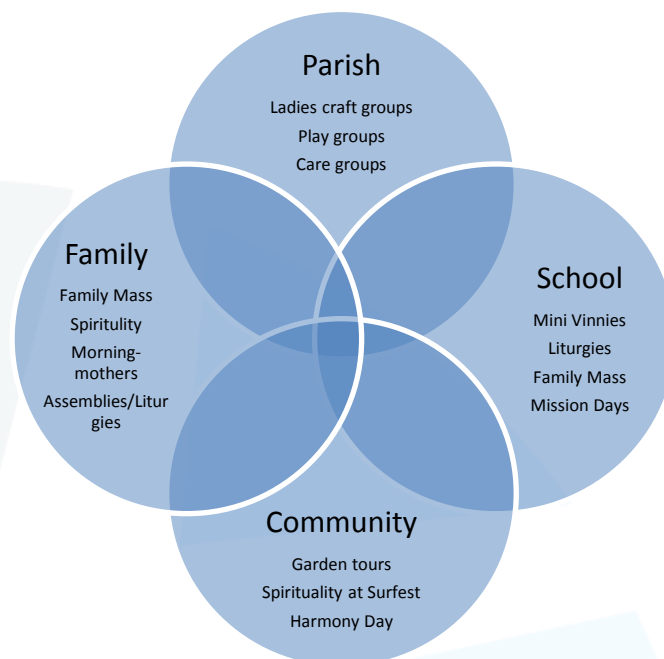 Parish
Ladies craft groups
Play groups
Care groups
Family
Family Mass
Spiritulity
Morning-
mothers
Assemblies/Litur
gies
School
Mini Vinnies
Liturgies
Family Mass
Mission Days
Community
Garden tours
Spirituality at Surfest
Harmony Day